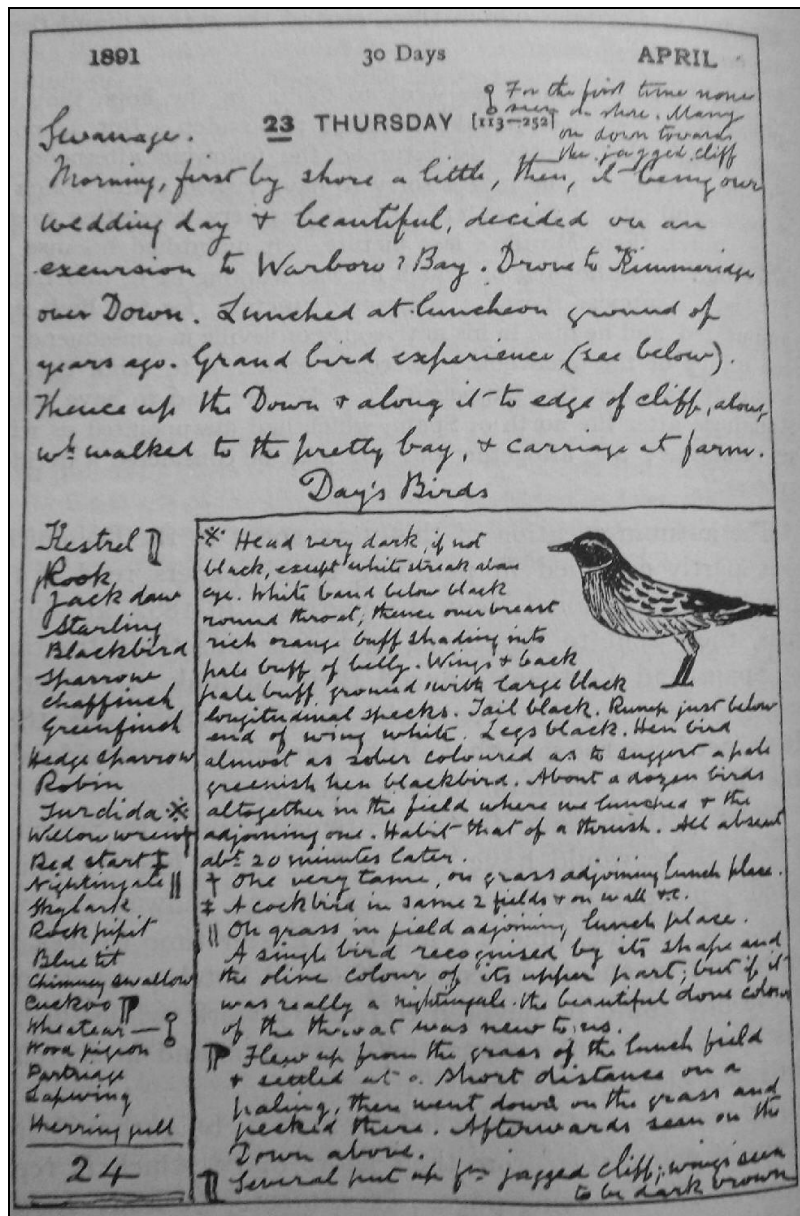 1891 30 Days APRIL
For the first time none
seen on shore. Many
on down towards
the jagged cliff
Swanage. 23 THURSDAY [113—252]
Morning, first by shore a little, then, it being our
wedding day & beautiful, decided on an
excursion to Warboro? Bay. Drove to Kimmeridge
over Down. Lunched at luncheon ground of
years ago. Grand bird experience (see below).
Thence up the Down & along it to edge of cliff, along
wh. walked to the pretty bay, & carriage at farm.
Day's Birds
Kestrel
Rook
Jackdaw
Starling
Blackbird
Sparrow
Chaffinch
Greenfinch
Hedge sparrow
Robin
Turdida ※
Willow wren †
Red start ‡
Nightingale ||
Skylark
Rock pipit
Blue tit
Chimney swallow
Cuckoo
Wheatear —
Wood pigeon
Partridge
Lapwing
Herring gull
24
※ Head very dark, if not
black, except white streak above
eye. White band below black
round throat, thence over breast
rich orange buff shading into
pale buff of belly. Wings & back
pale buff ground with large black
longitudinal specks. Tail black. Rump just below
end of wing white. Legs black. Hen bird
almost as sober coloured as to suggest a pale
greenish hen blackbird. About a dozen birds
altogether in the field where we lunched & the
adjoining one. Habit that of a thrush. All absent
abt. 20 minutes later.
† One very tame, on grass adjoining lunch place.
‡ A cock bird in same 2 fields & on wall &c.
|| On grass in field adjoining lunch place.
A single bird recognised by its shape and
the olive colour of its upper part; but if it
was really a nightingale the beautiful dove colour
of the throat was new to us.
Flew up from the grass of the lunch field
& settled at a short distance on a
paling, then went down on the grass and
pecked there. Afterwards seen on the
Down above.
Several put up fm jagged cliff; wings seen
to be dark brown